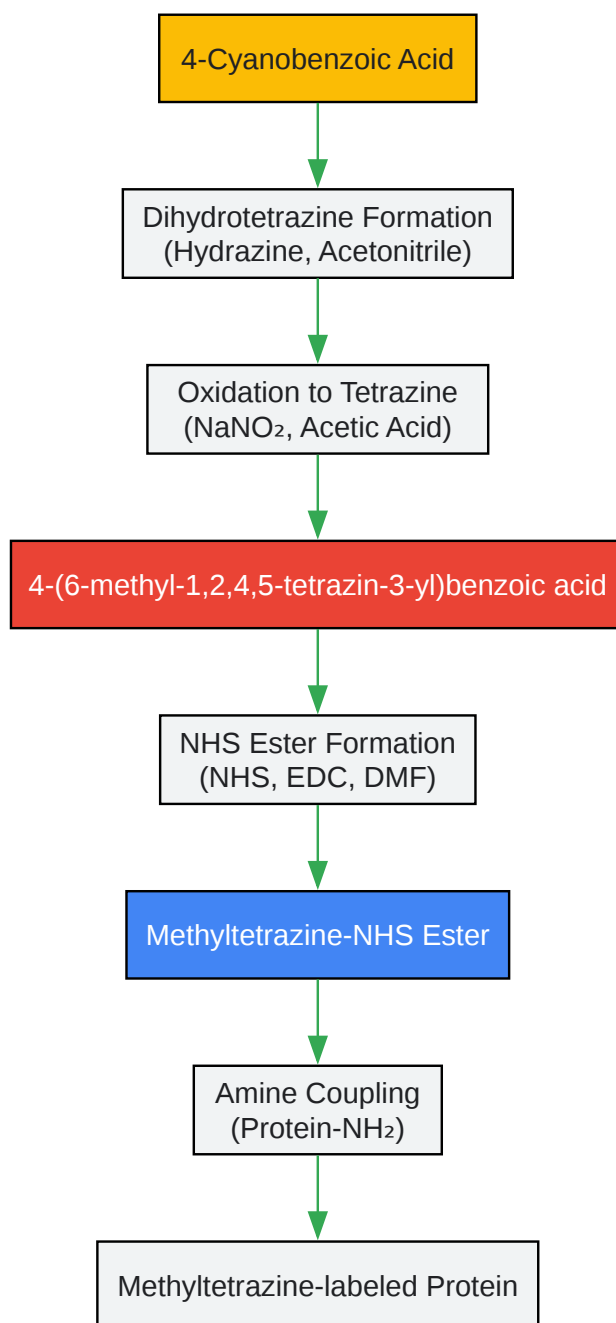 4-Cyanobenzoic Acid
Dihydrotetrazine Formation
(Hydrazine, Acetonitrile)
Oxidation to Tetrazine
(NaNO₂, Acetic Acid)
4-(6-methyl-1,2,4,5-tetrazin-3-yl)benzoic acid
NHS Ester Formation
(NHS, EDC, DMF)
Methyltetrazine-NHS Ester
Amine Coupling
(Protein-NH₂)
Methyltetrazine-labeled Protein